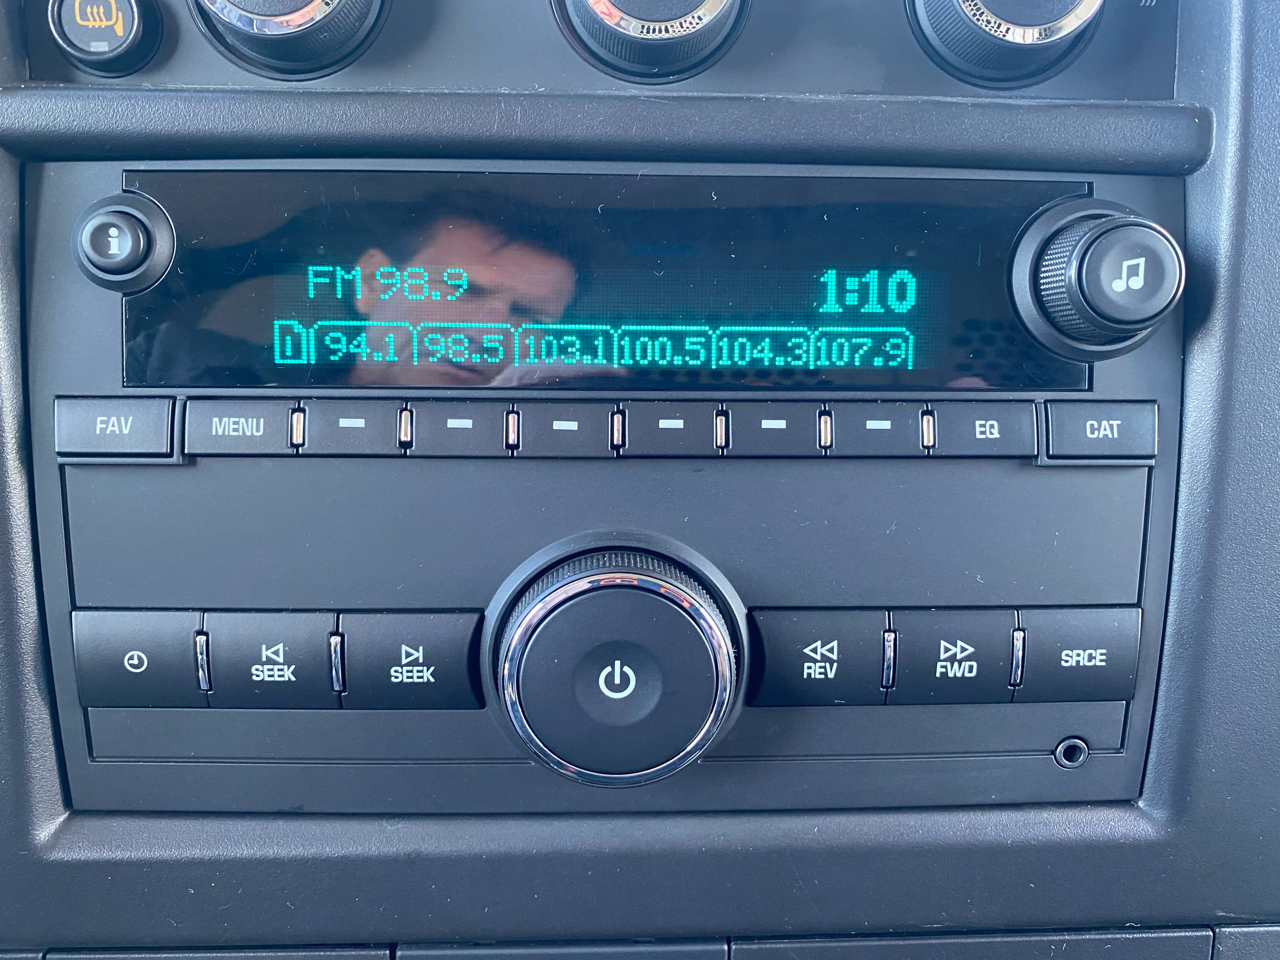 i
FM 98.9 1:10
1 94.1 98.5 103.1 100.5 104.3 107.9
FAV MENU EQ CAT
SEEK SEEK REV FWD SRCE